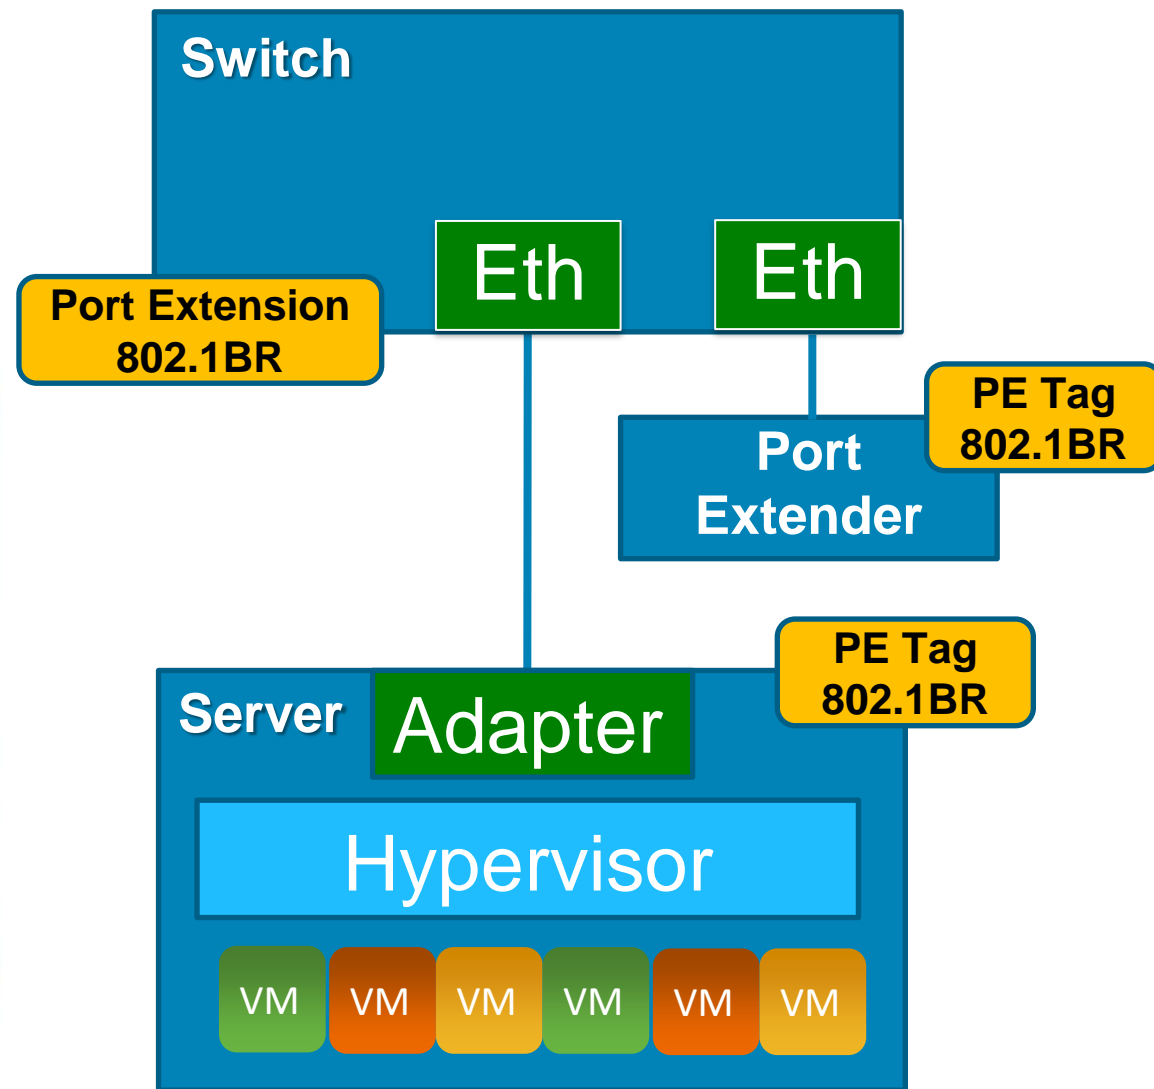 Switch
Eth
Eth
Port Extension
802.1BR
PE Tag
802.1BR
Port
Extender
PE Tag
802.1BR
Server
Adapter
Hypervisor
VM
VM
VM
VM
VM
VM